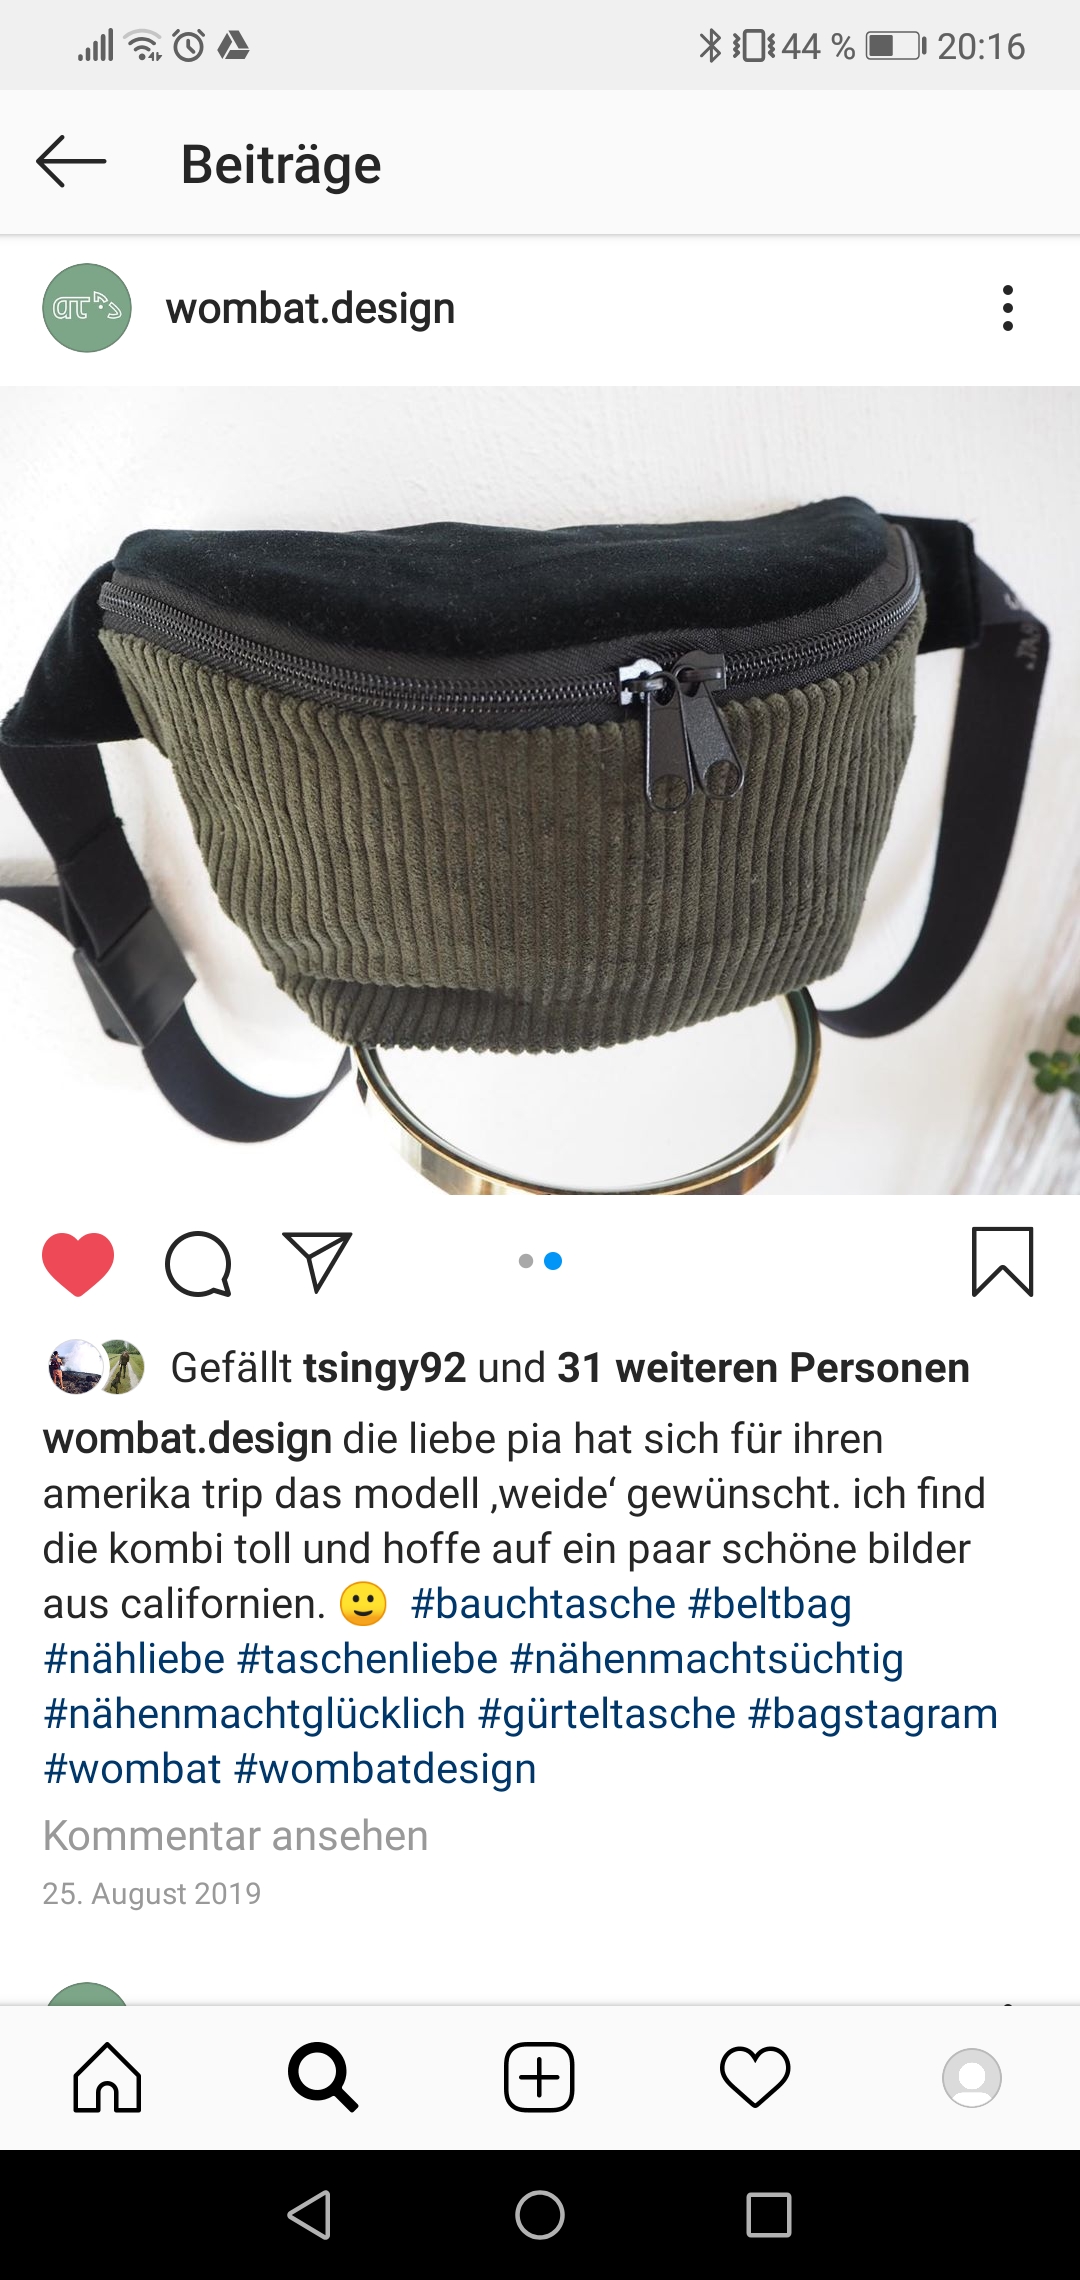 44 % 20:16
Beiträge
wombat.design
Gefällt tsingy92 und 31 weiteren Personen
wombat.design die liebe pia hat sich für ihren
amerika trip das modell ‚weide‘ gewünscht. ich find
die kombi toll und hoffe auf ein paar schöne bilder
aus californien. 🙂 #bauchtasche #beltbag
#nähliebe #taschenliebe #nähenmachtsüchtig
#nähenmachtglücklich #gürteltasche #bagstagram
#wombat #wombatdesign
Kommentar ansehen
25. August 2019